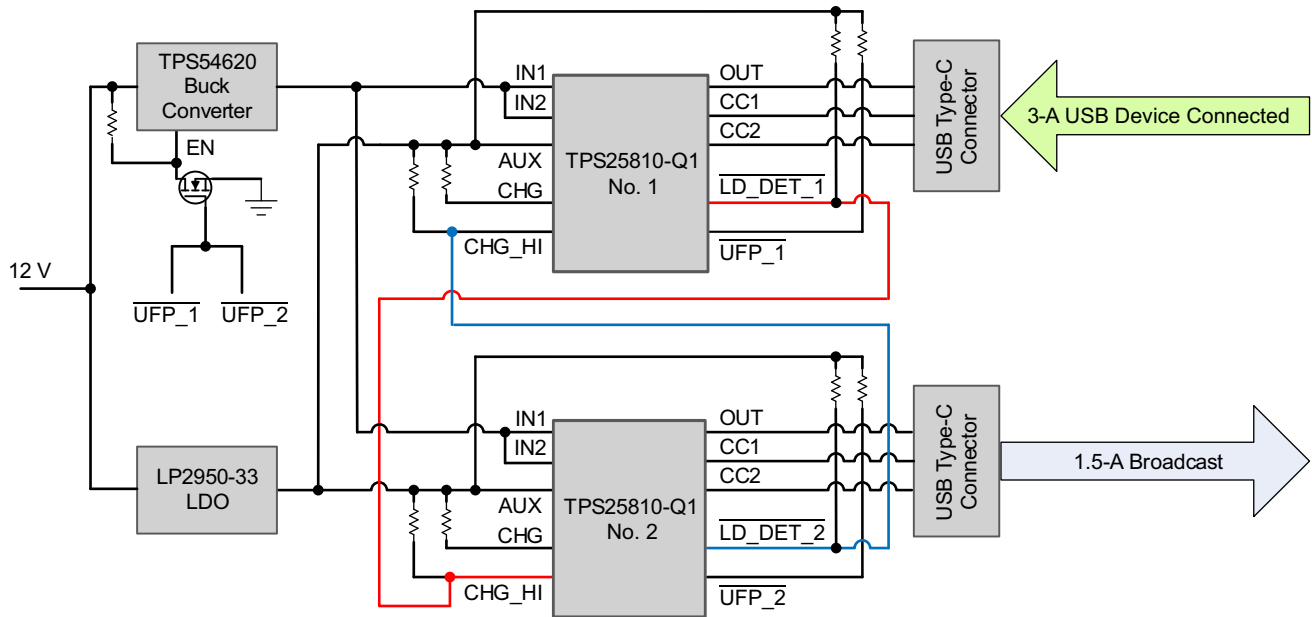 TPS54620
Buck
Converter
EN
12 V
UFP_1
UFP_2
LP2950-33
LDO
IN1
IN2
AUX
CHG
CHG_HI
TPS25810-Q1
No. 1
OUT
CC1
CC2
LD_DET_1
UFP_1
USB Type-C
Connector
3-A USB Device Connected
IN1
IN2
AUX
CHG
CHG_HI
TPS25810-Q1
No. 2
OUT
CC1
CC2
LD_DET_2
UFP_2
USB Type-C
Connector
1.5-A Broadcast